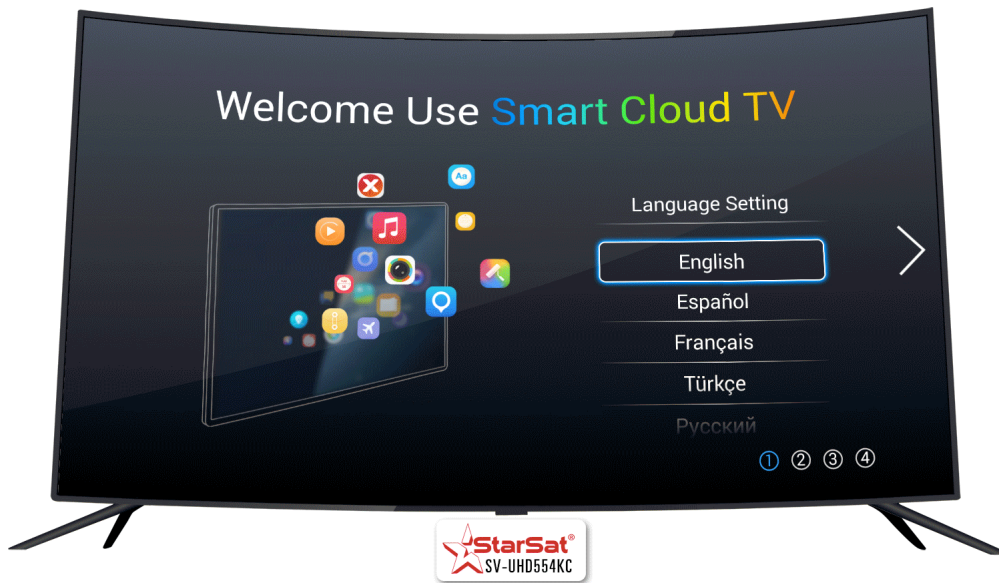 Welcome Use Smart Cloud TV
Aa
Language Setting
English
Español
Français
Türkçe
Русский
1 2 3 4
StarSat®
SV-UHD554KC